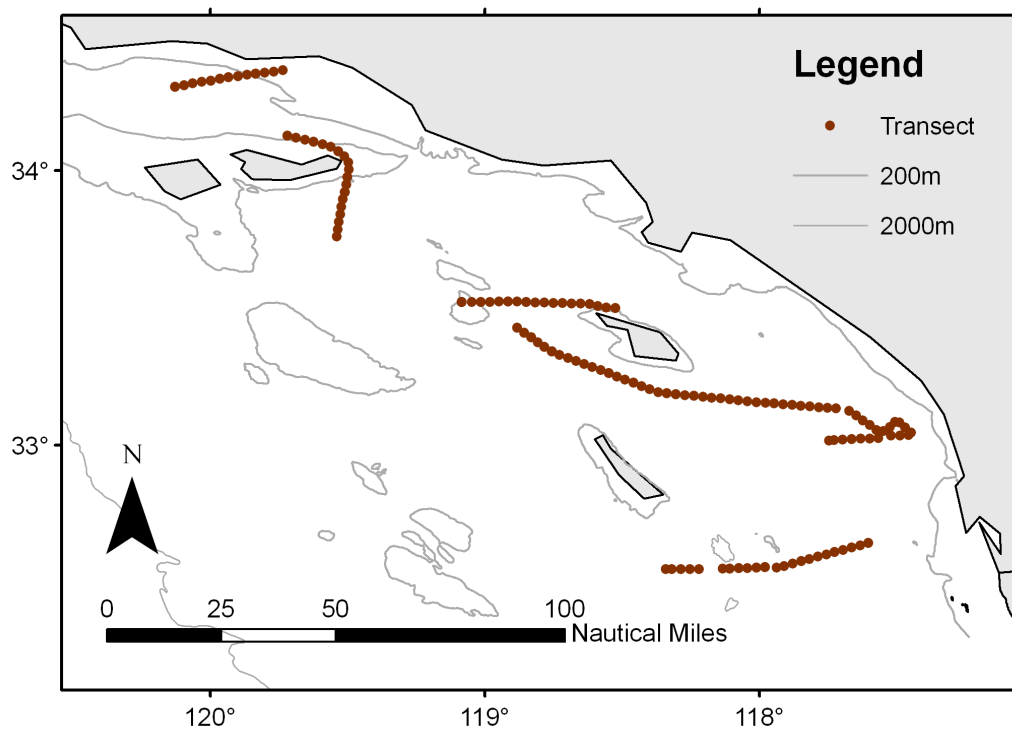 Legend
Transect
34°
200m
2000m
33°
N
0 25 50 100
Nautical Miles
120° 119° 118°